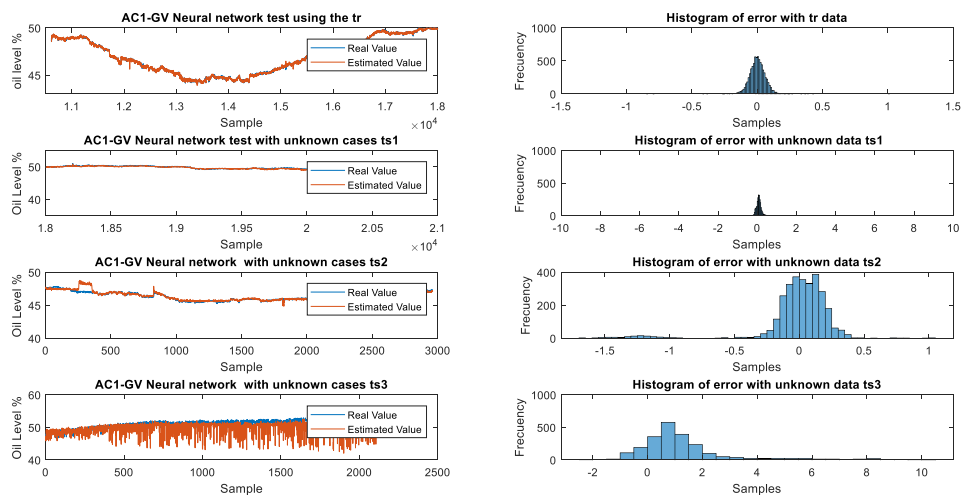 AC1-GV Neural network test using the tr
oil level %
50
45
1.1
1.2
1.3
1.4
1.5
1.6
1.7
1.8
×10⁴
Sample
Real Value
Estimated Value
Histogram of error with tr data
Frecuency
1000
500
0
-1.5
-1
-0.5
0
0.5
1
1.5
Samples
AC1-GV Neural network test with unknown cases ts1
Oil Level %
50
40
1.8
1.85
1.9
1.95
2
2.05
2.1
×10⁴
Sample
Real Value
Estimated Value
Histogram of error with unknown data ts1
Frecuency
1000
500
0
-10
-8
-6
-4
-2
0
2
4
6
8
10
Samples
AC1-GV Neural network with unknown cases ts2
Oil Level %
50
45
40
0
500
1000
1500
2000
2500
3000
Sample
Real Value
Estimated Value
Histogram of error with unknown data ts2
Frecuency
400
200
0
-1.5
-1
-0.5
0
0.5
1
Samples
AC1-GV Neural network with unknown cases ts3
Oil Level %
60
50
40
0
500
1000
1500
2000
2500
Sample
Real Value
Estimated Value
Histogram of error with unknown data ts3
Frecuency
1000
500
0
-2
0
2
4
6
8
10
Samples